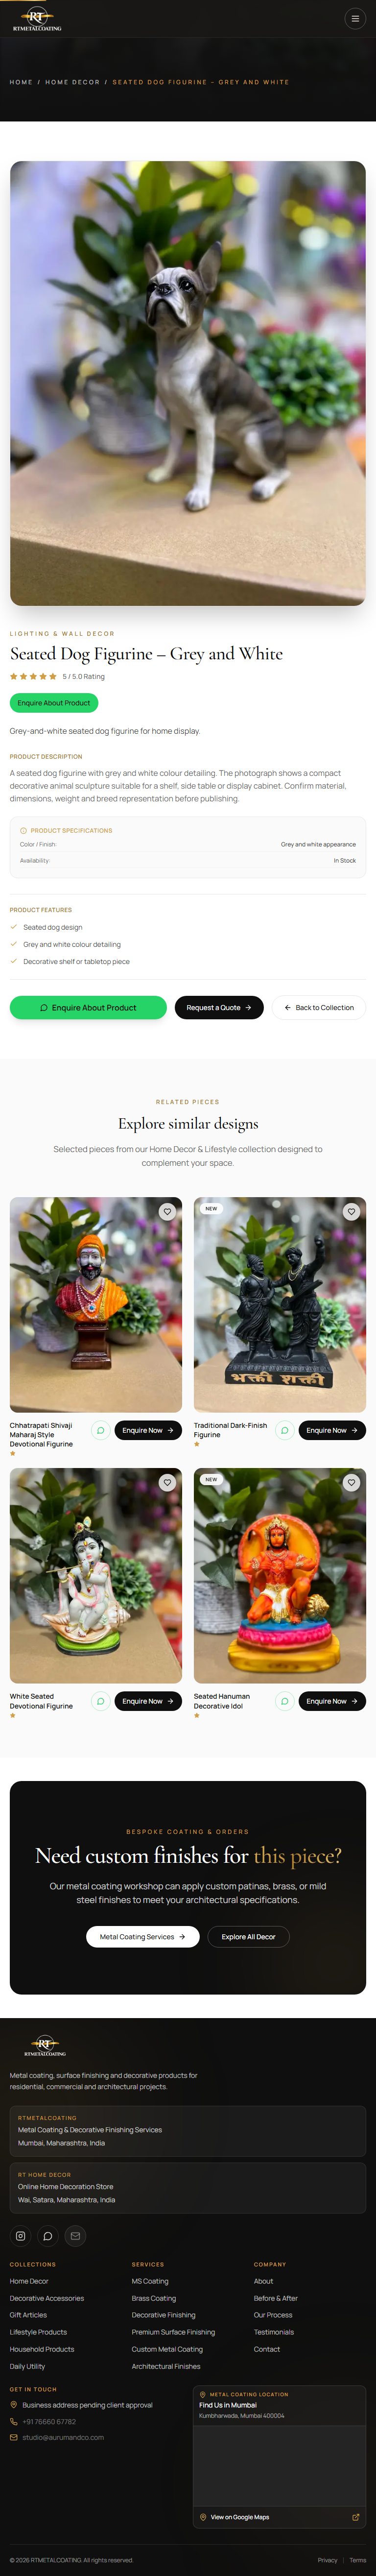 RT
RTMETALCOATING
HOME / HOME DECOR / SEATED DOG FIGURINE – GREY AND WHITE
LIGHTING & WALL DECOR
Seated Dog Figurine – Grey and White
5 / 5.0 Rating
Enquire About Product
Grey-and-white seated dog figurine for home display.
PRODUCT DESCRIPTION
A seated dog figurine with grey and white colour detailing. The photograph shows a compact
decorative animal sculpture suitable for a shelf, side table or display cabinet. Confirm material,
dimensions, weight and breed representation before publishing.
PRODUCT SPECIFICATIONS
Color / Finish: Grey and white appearance
Availability: In Stock
PRODUCT FEATURES
Seated dog design
Grey and white colour detailing
Decorative shelf or tabletop piece
Enquire About Product
Request a Quote
Back to Collection
RELATED PIECES
Explore similar designs
Selected pieces from our Home Decor & Lifestyle collection designed to
complement your space.
NEW
भक्ती शक्ती
Chhatrapati Shivaji
Maharaj Style
Devotional Figurine
Enquire Now
Traditional Dark-Finish
Figurine
Enquire Now
NEW
White Seated
Devotional Figurine
Enquire Now
Seated Hanuman
Decorative Idol
Enquire Now
BESPOKE COATING & ORDERS
Need custom finishes for this piece?
Our metal coating workshop can apply custom patinas, brass, or mild
steel finishes to meet your architectural specifications.
Metal Coating Services
Explore All Decor
RT
RTMETALCOATING
Metal coating, surface finishing and decorative products for
residential, commercial and architectural projects.
RTMETALCOATING
Metal Coating & Decorative Finishing Services
Mumbai, Maharashtra, India
RT HOME DECOR
Online Home Decoration Store
Wai, Satara, Maharashtra, India
COLLECTIONS
Home Decor
Decorative Accessories
Gift Articles
Lifestyle Products
Household Products
Daily Utility
SERVICES
MS Coating
Brass Coating
Decorative Finishing
Premium Surface Finishing
Custom Metal Coating
Architectural Finishes
COMPANY
About
Before & After
Our Process
Testimonials
Contact
GET IN TOUCH
Business address pending client approval
+91 76660 67782
studio@aurumandco.com
METAL COATING LOCATION
Find Us in Mumbai
Kumbharwada, Mumbai 400004
View on Google Maps
© 2026 RTMETALCOATING. All rights reserved.
Privacy | Terms